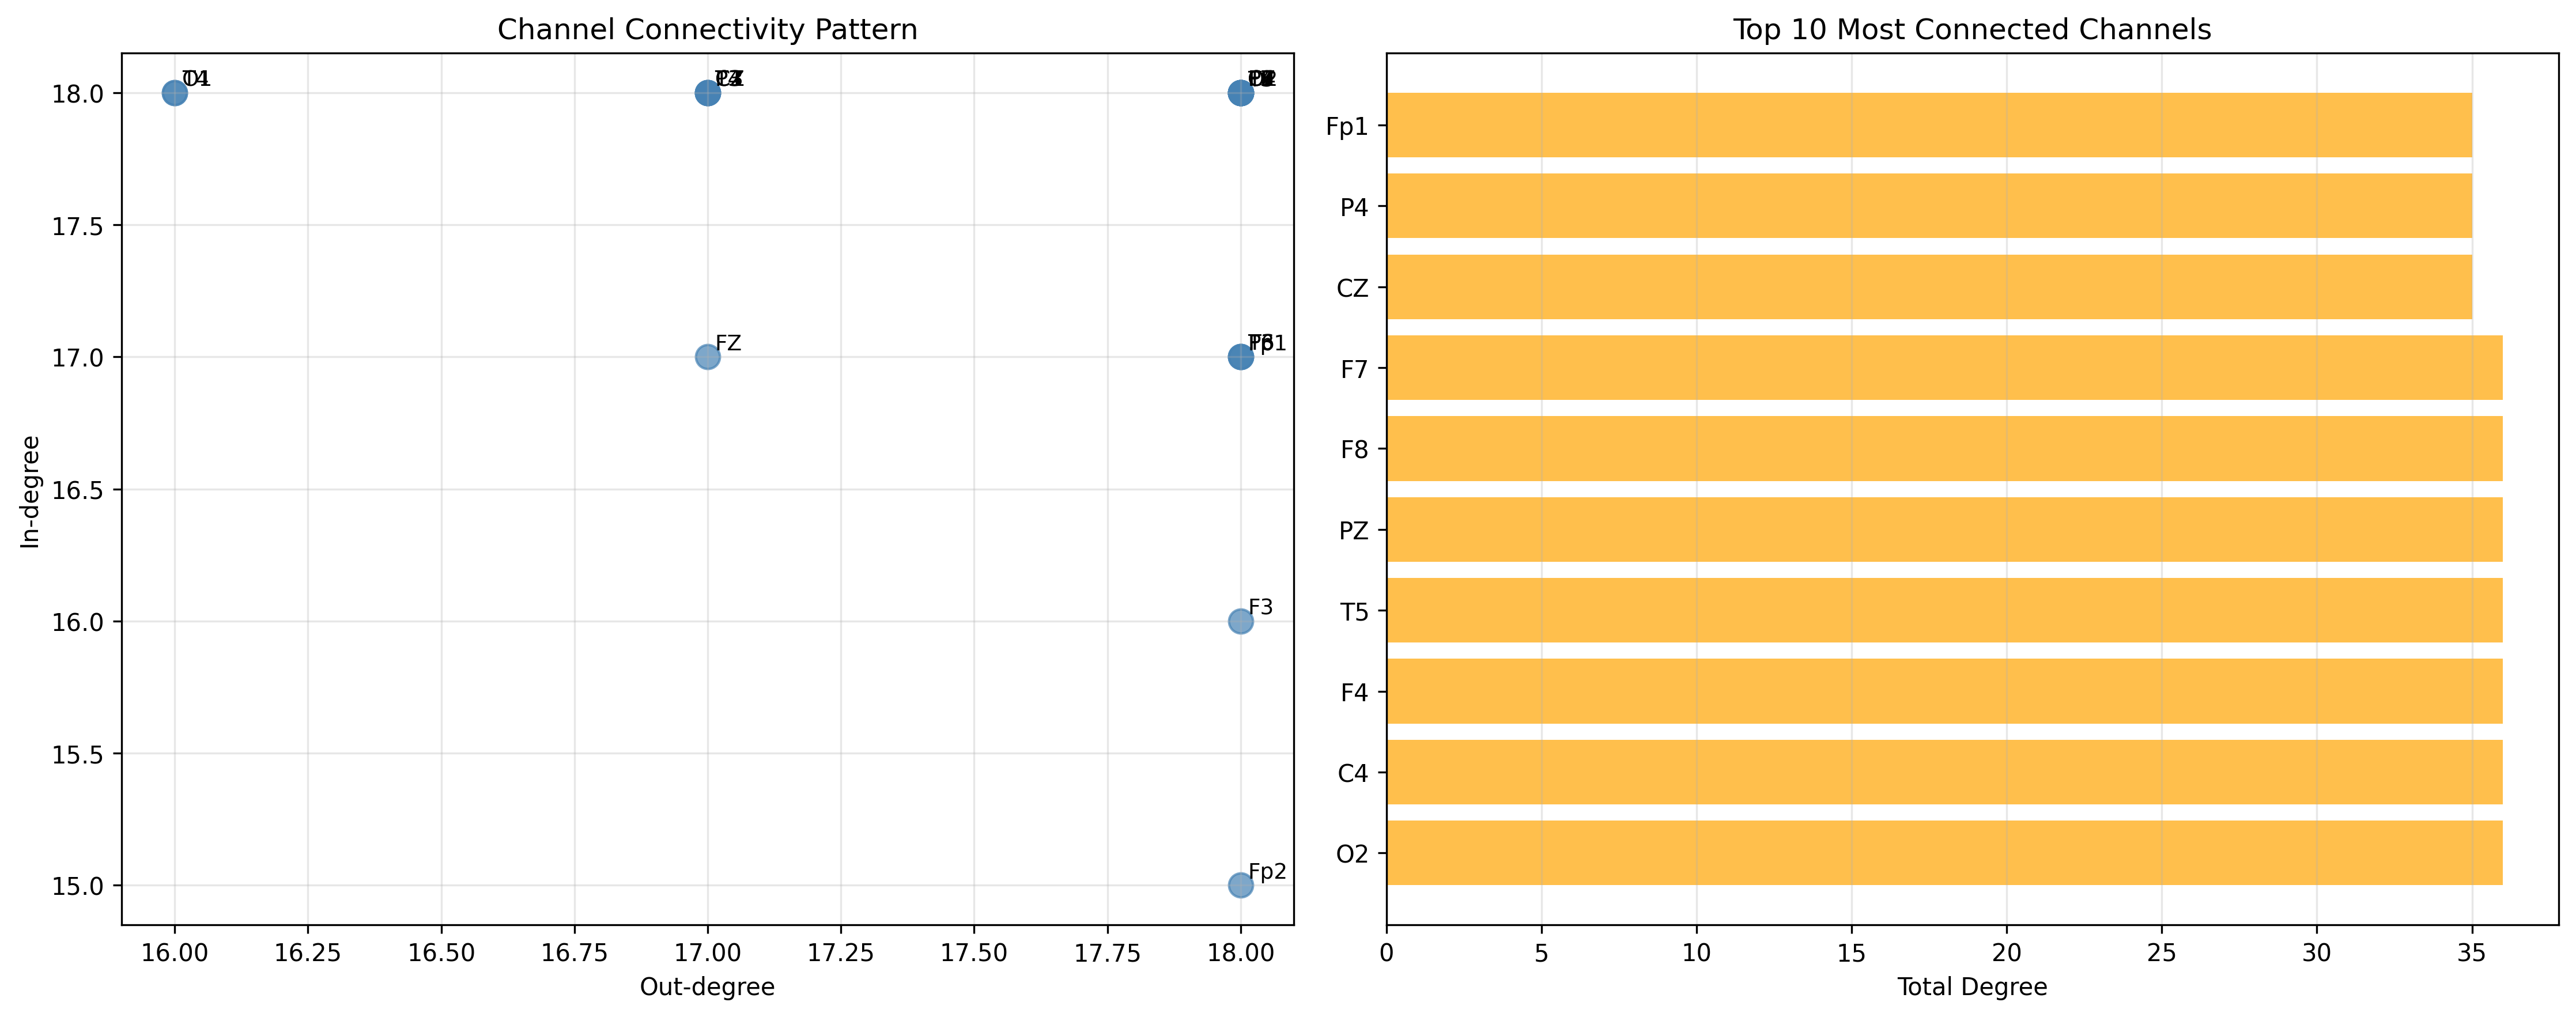 Channel Connectivity Pattern
In-degree
18.0
17.5
17.0
16.5
16.0
15.5
15.0
FZ
F3
Fp2
16.00 16.25 16.50 16.75 17.00 17.25 17.50 17.75 18.00
Out-degree
Top 10 Most Connected Channels
Fp1
P4
CZ
F7
F8
PZ
T5
F4
C4
O2
0 5 10 15 20 25 30 35
Total Degree